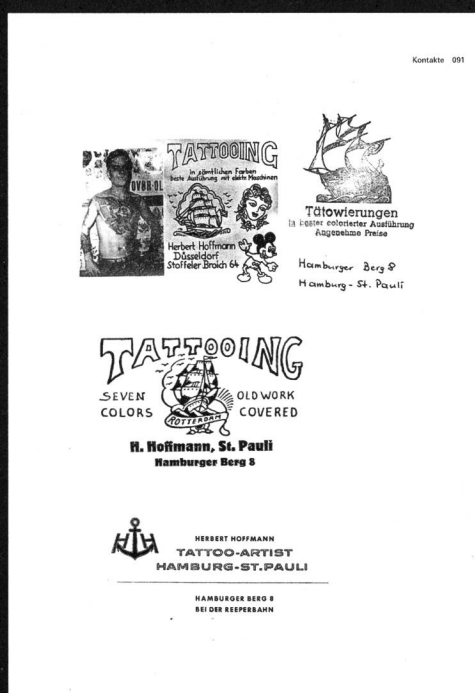 Kontakte 091
TATTOOING
in sämtlichen Farben
beste Ausführung mit elektr. Maschinen
Herbert Hoffmann
Düsseldorf
Stoffeler Broich 64
Tätowierungen
in bester colorierter Ausführung
Angenehme Preise
Hamburger Berg 8
Hamburg - St. Pauli
TATTOOING
SEVEN
COLORS
OLD WORK
COVERED
ROTTERDAM
H. Hoffmann, St. Pauli
Hamburger Berg 8
HH
HERBERT HOFFMANN
TATTOO-ARTIST
HAMBURG-ST.PAULI
HAMBURGER BERG 8
BEI DER REEPERBAHN